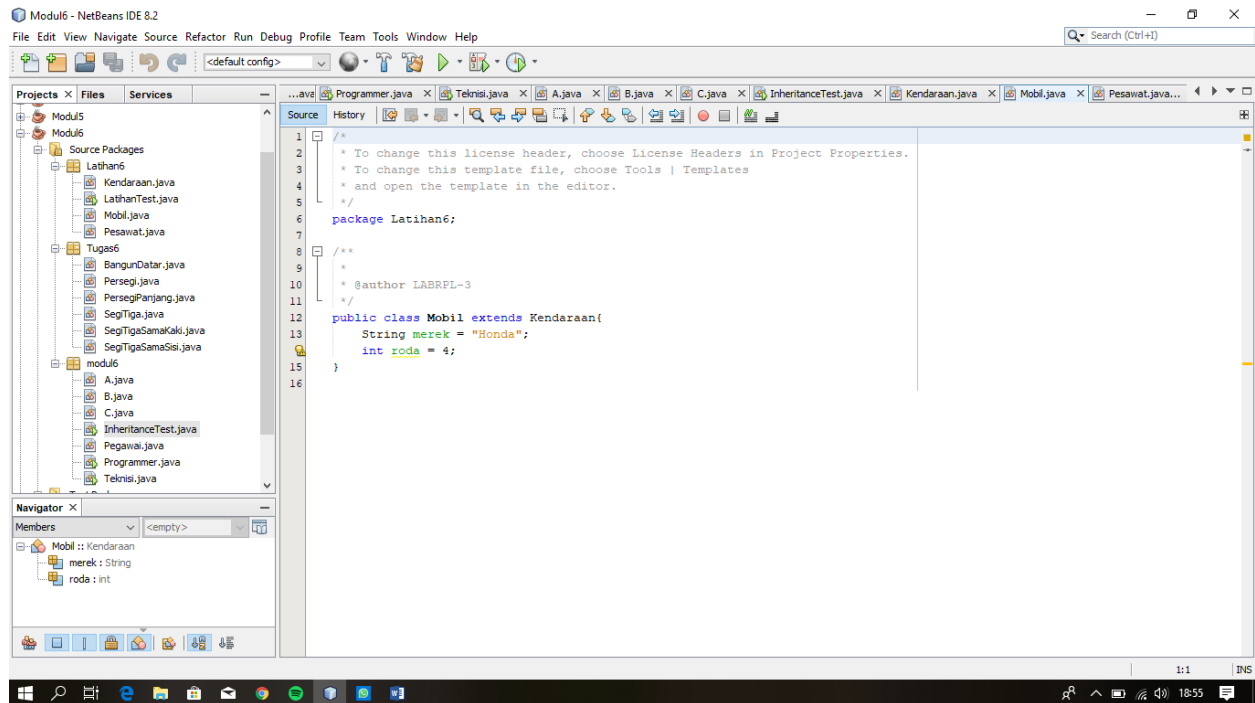 Modul6 - NetBeans IDE 8.2
File Edit View Navigate Source Refactor Run Debug Profile Team Tools Window Help
Search (Ctrl+I)
<default config>
Projects Files Services
...ava Programmer.java Teknisi.java A.java B.java C.java InheritanceTest.java Kendaraan.java Mobil.java Pesawat.java...
Source History
Modul5
Modul6
Source Packages
Latihan6
Kendaraan.java
LatihanTest.java
Mobil.java
Pesawat.java
Tugas6
BangunDatar.java
Persegi.java
PersegiPanjang.java
SegiTiga.java
SegiTigaSamaKaki.java
SegiTigaSamaSisi.java
modul6
A.java
B.java
C.java
InheritanceTest.java
Pegawai.java
Programmer.java
Teknisi.java
1 /*
2 * To change this license header, choose License Headers in Project Properties.
3 * To change this template file, choose Tools | Templates
4 * and open the template in the editor.
5 */
6 package Latihan6;
7
8 /**
9 *
10 * @author LABRPL-3
11 */
12 public class Mobil extends Kendaraan{
13 String merek = "Honda";
int roda = 4;
15 }
16
Navigator
Members <empty>
Mobil :: Kendaraan
merek : String
roda : int
1:1 INS
18:55